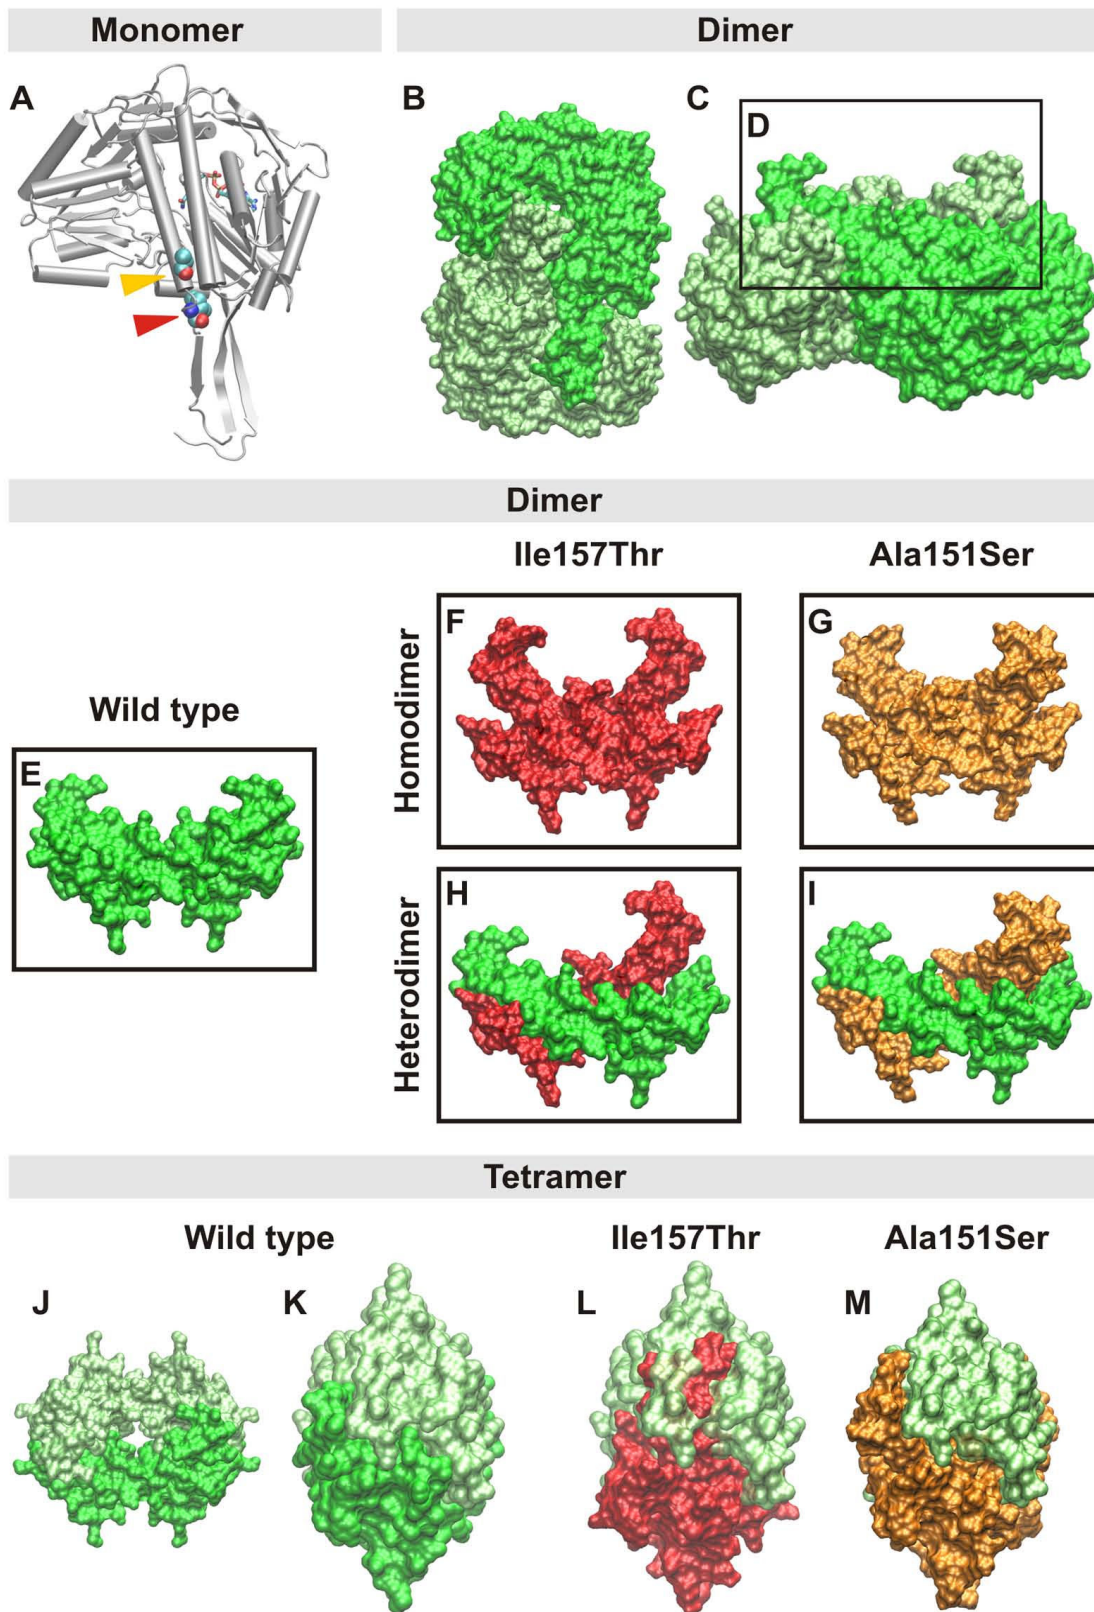 Monomer
Dimer
A
B
C
D
Dimer
Ile157Thr
Ala151Ser
Wild type
Homodimer
E
F
G
Heterodimer
H
I
Tetramer
Wild type
Ile157Thr
Ala151Ser
J
K
L
M